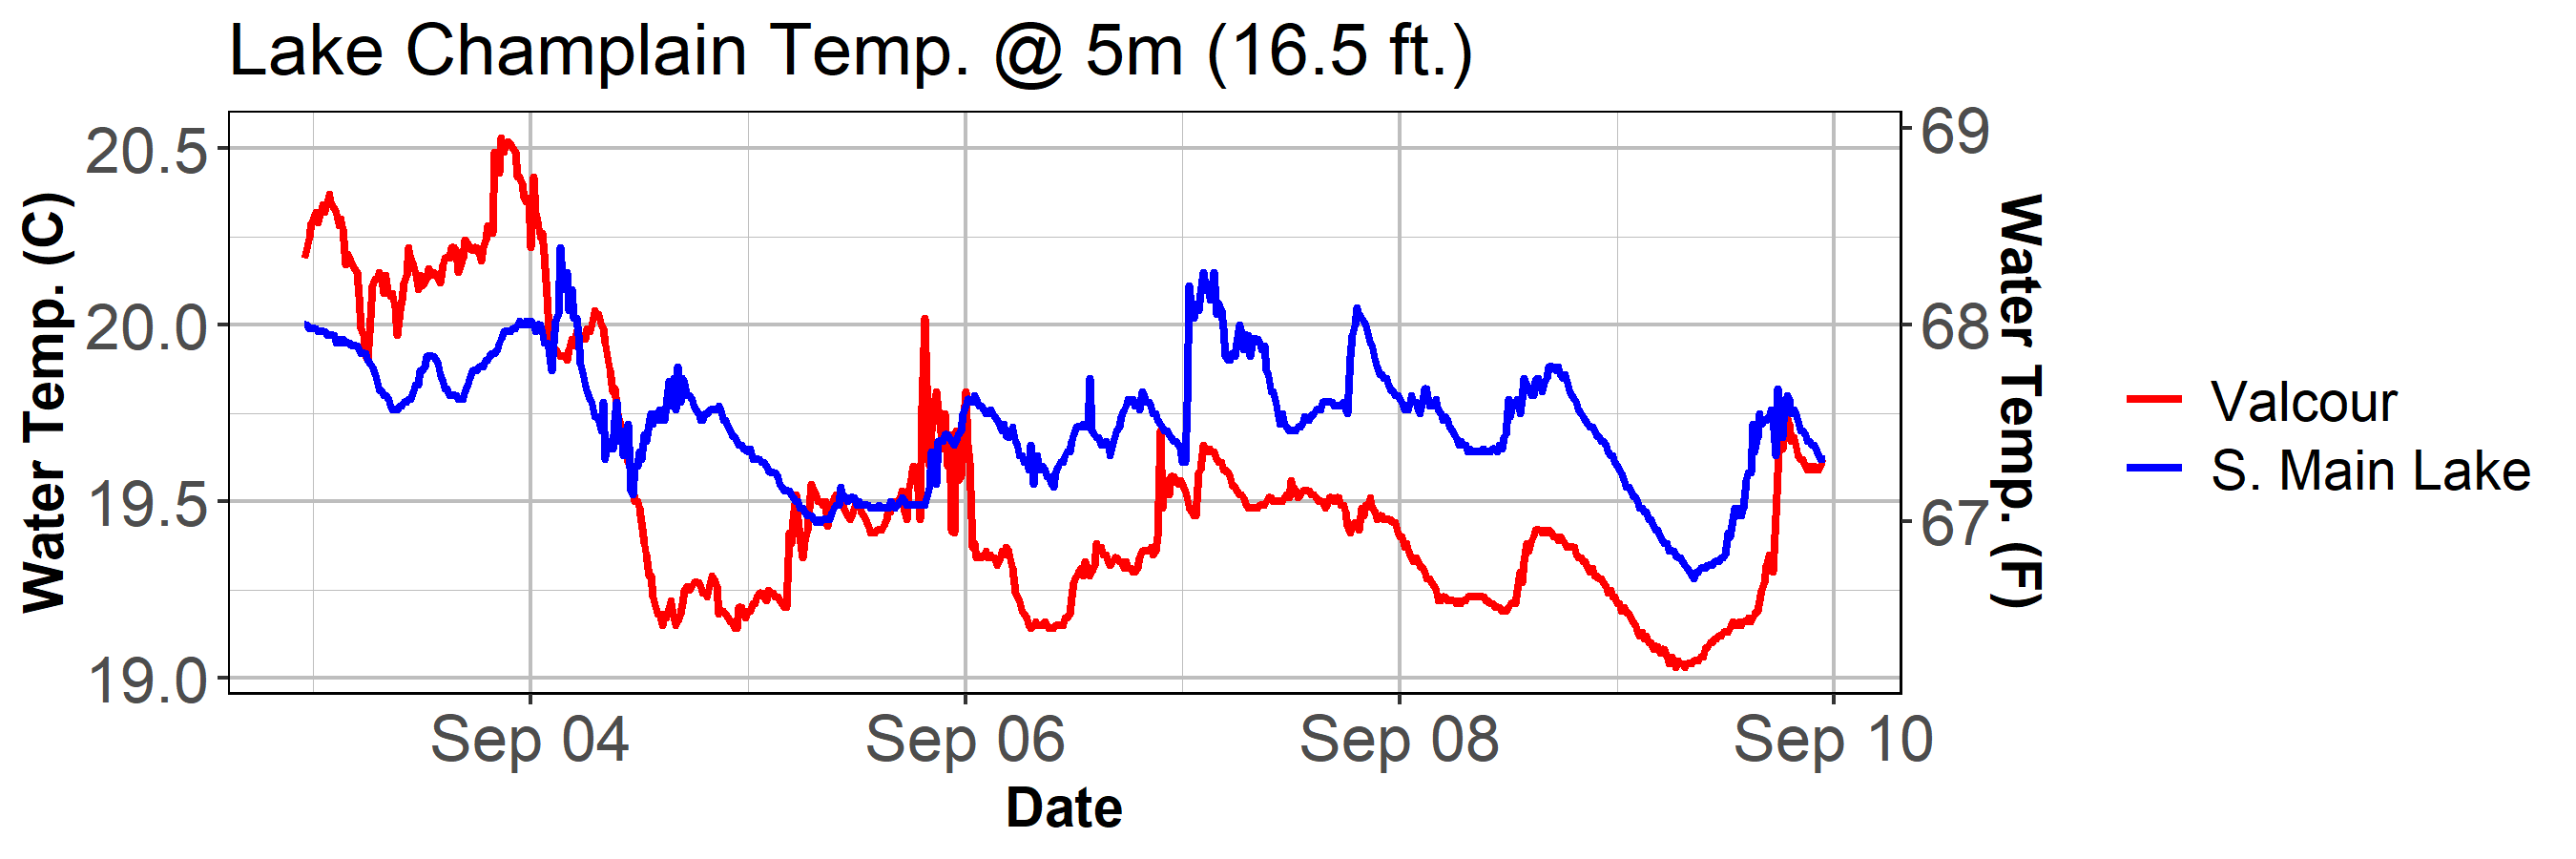 Lake Champlain Temp. @ 5m (16.5 ft.)
Water Temp. (C)
20.5
20.0
19.5
19.0
69
68
67
Water Temp. (F)
Sep 04
Sep 06
Sep 08
Sep 10
Date
Valcour
S. Main Lake